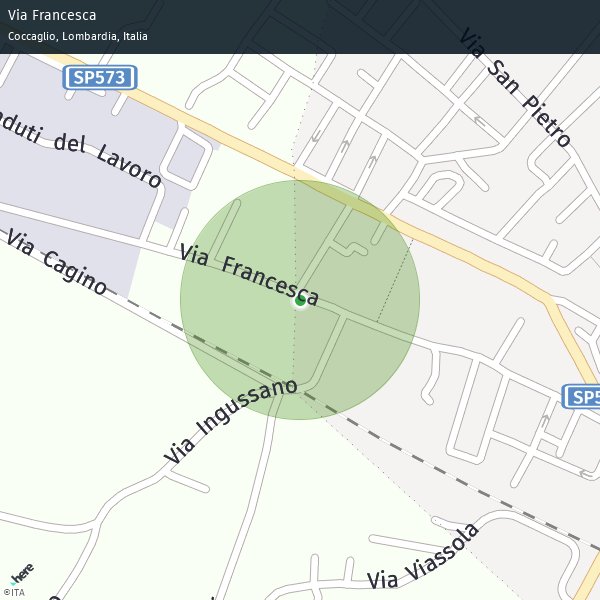 Via Francesca
Coccaglio, Lombardia, Italia
SP573
Via San Pietro
duti del Lavoro
Via Cagino
Via Francesca
SP5
Via Ingussano
Via Viassola
here
©ITA